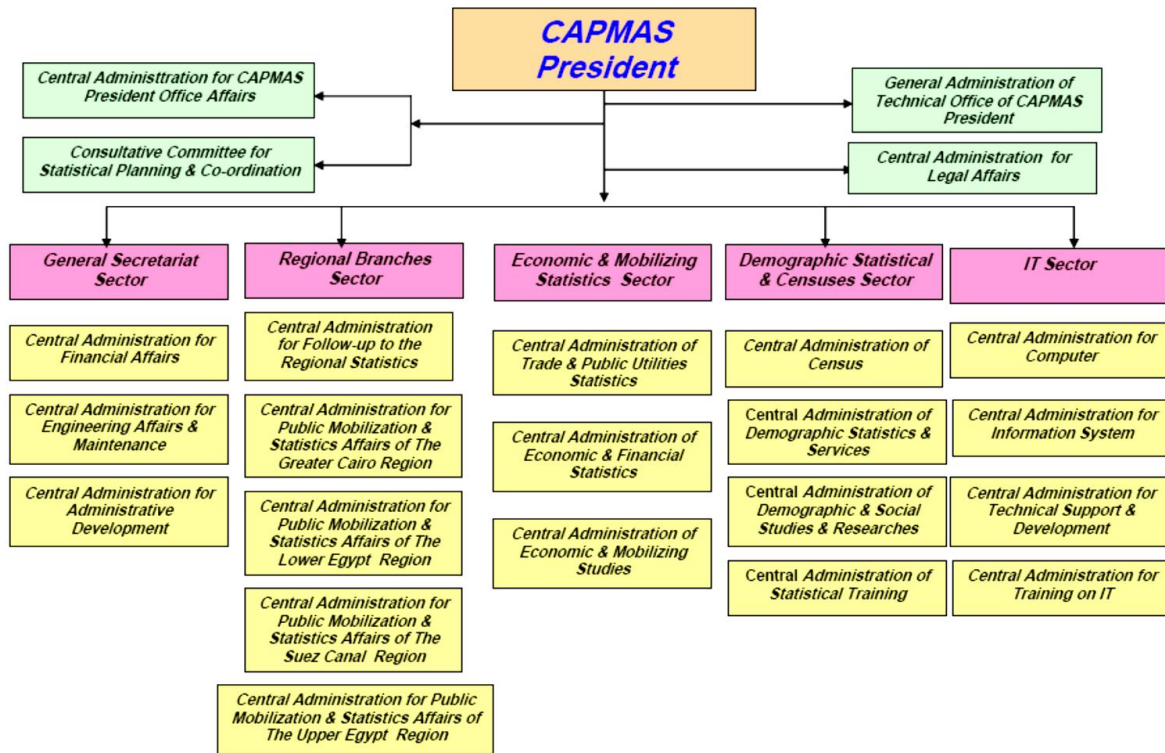 CAPMAS
President
Central Administtration for CAPMAS
President Office Affairs
General Administration of
Technical Office of CAPMAS
President
Consultative Committee for
Statistical Planning & Co-ordination
Central Administration for
Legal Affairs
General Secretariat
Sector
Regional Branches
Sector
Economic & Mobilizing
Statistics Sector
Demographic Statistical
& Censuses Sector
IT Sector
Central Administration for
Financial Affairs
Central Administration for
Engineering Affairs &
Maintenance
Central Administration for
Administrative
Development
Central Administration
for Follow-up to the
Regional Statistics
Central Administration for
Public Mobilization &
Statistics Affairs of The
Greater Cairo Region
Central Administration for
Public Mobilization &
Statistics Affairs of The
Lower Egypt Region
Central Administration for
Public Mobilization &
Statistics Affairs of The
Suez Canal Region
Central Administration for Public
Mobilization & Statistics Affairs of
The Upper Egypt Region
Central Administration of
Trade & Public Utilities
Statistics
Central Administration of
Economic & Financial
Statistics
Central Administration of
Economic & Mobilizing
Studies
Central Administration of
Census
Central Administration of
Demographic Statistics &
Services
Central Administration of
Demographic & Social
Studies & Researches
Central Administration of
Statistical Training
Central Administration for
Computer
Central Administration for
Information System
Central Administration for
Technical Support &
Development
Central Administration for
Training on IT